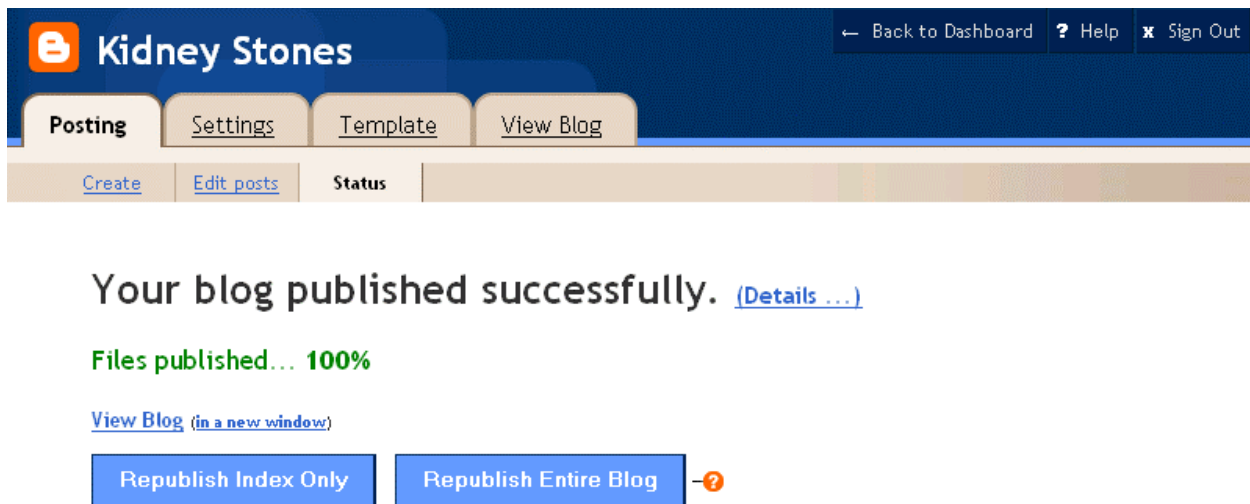 Kidney Stones
← Back to Dashboard ? Help x Sign Out
Posting Settings Template View Blog
Create Edit posts Status
Your blog published successfully. (Details ...)
Files published... 100%
View Blog (in a new window)
Republish Index Only Republish Entire Blog –?